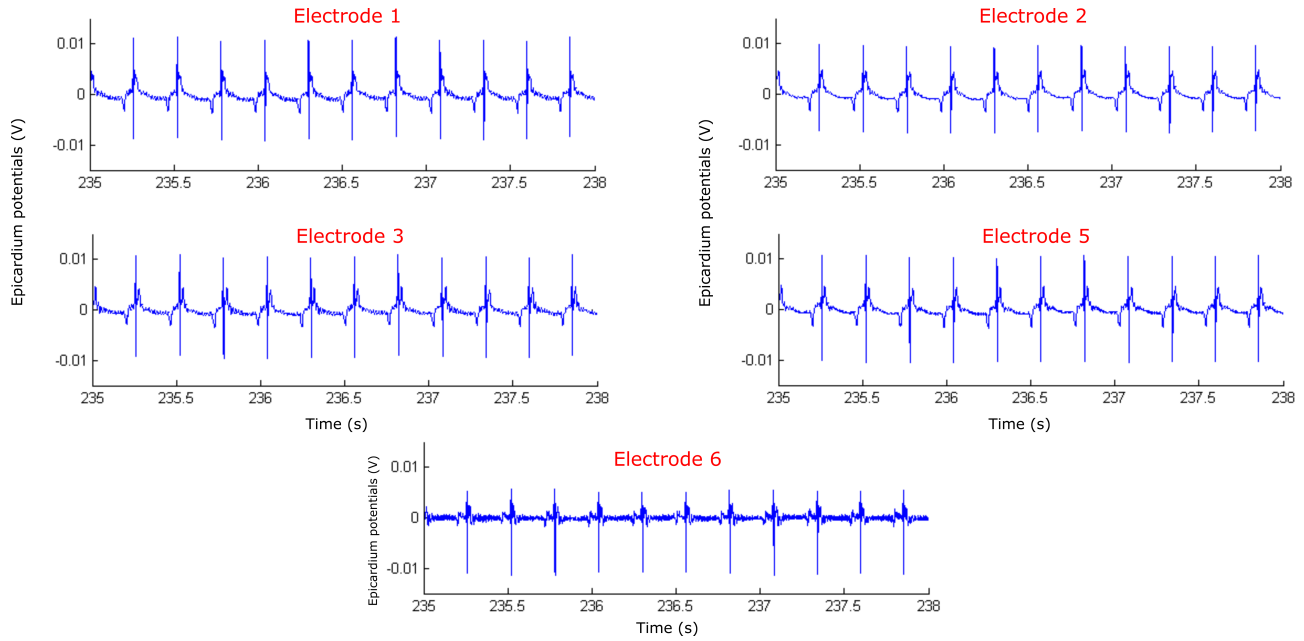 Electrode 1
Epicardium potentials (V)
0.01
0
-0.01
235 235.5 236 236.5 237 237.5 238
Electrode 2
Epicardium potentials (V)
0.01
0
-0.01
235 235.5 236 236.5 237 237.5 238
Electrode 3
0.01
0
-0.01
235 235.5 236 236.5 237 237.5 238
Time (s)
Electrode 5
0.01
0
-0.01
235 235.5 236 236.5 237 237.5 238
Time (s)
Electrode 6
Epicardium potentials (V)
0.01
0
-0.01
235 235.5 236 236.5 237 237.5 238
Time (s)